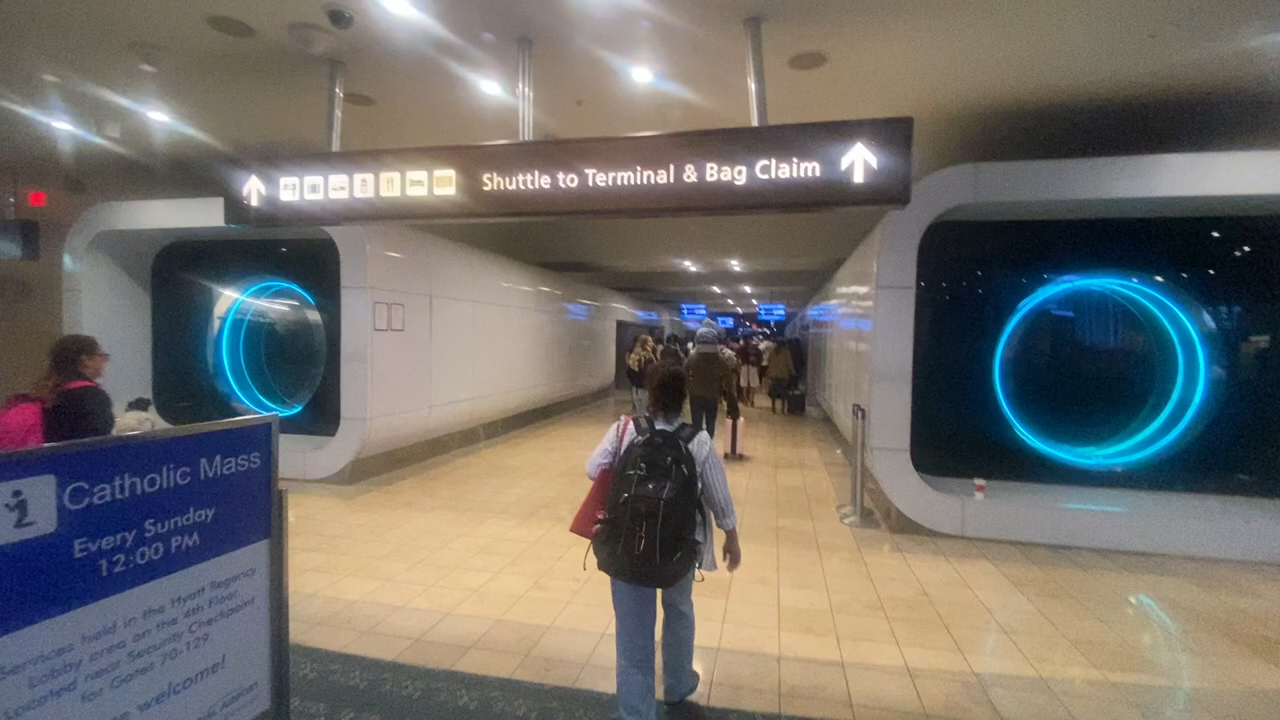 Shuttle to Terminal & Bag Claim
Catholic Mass
Every Sunday
12:00 PM
Services held in the Hyatt Regency
Lobby area on the 4th Floor,
Located near Security Checkpoint
for Gates 70-129.
welcome!